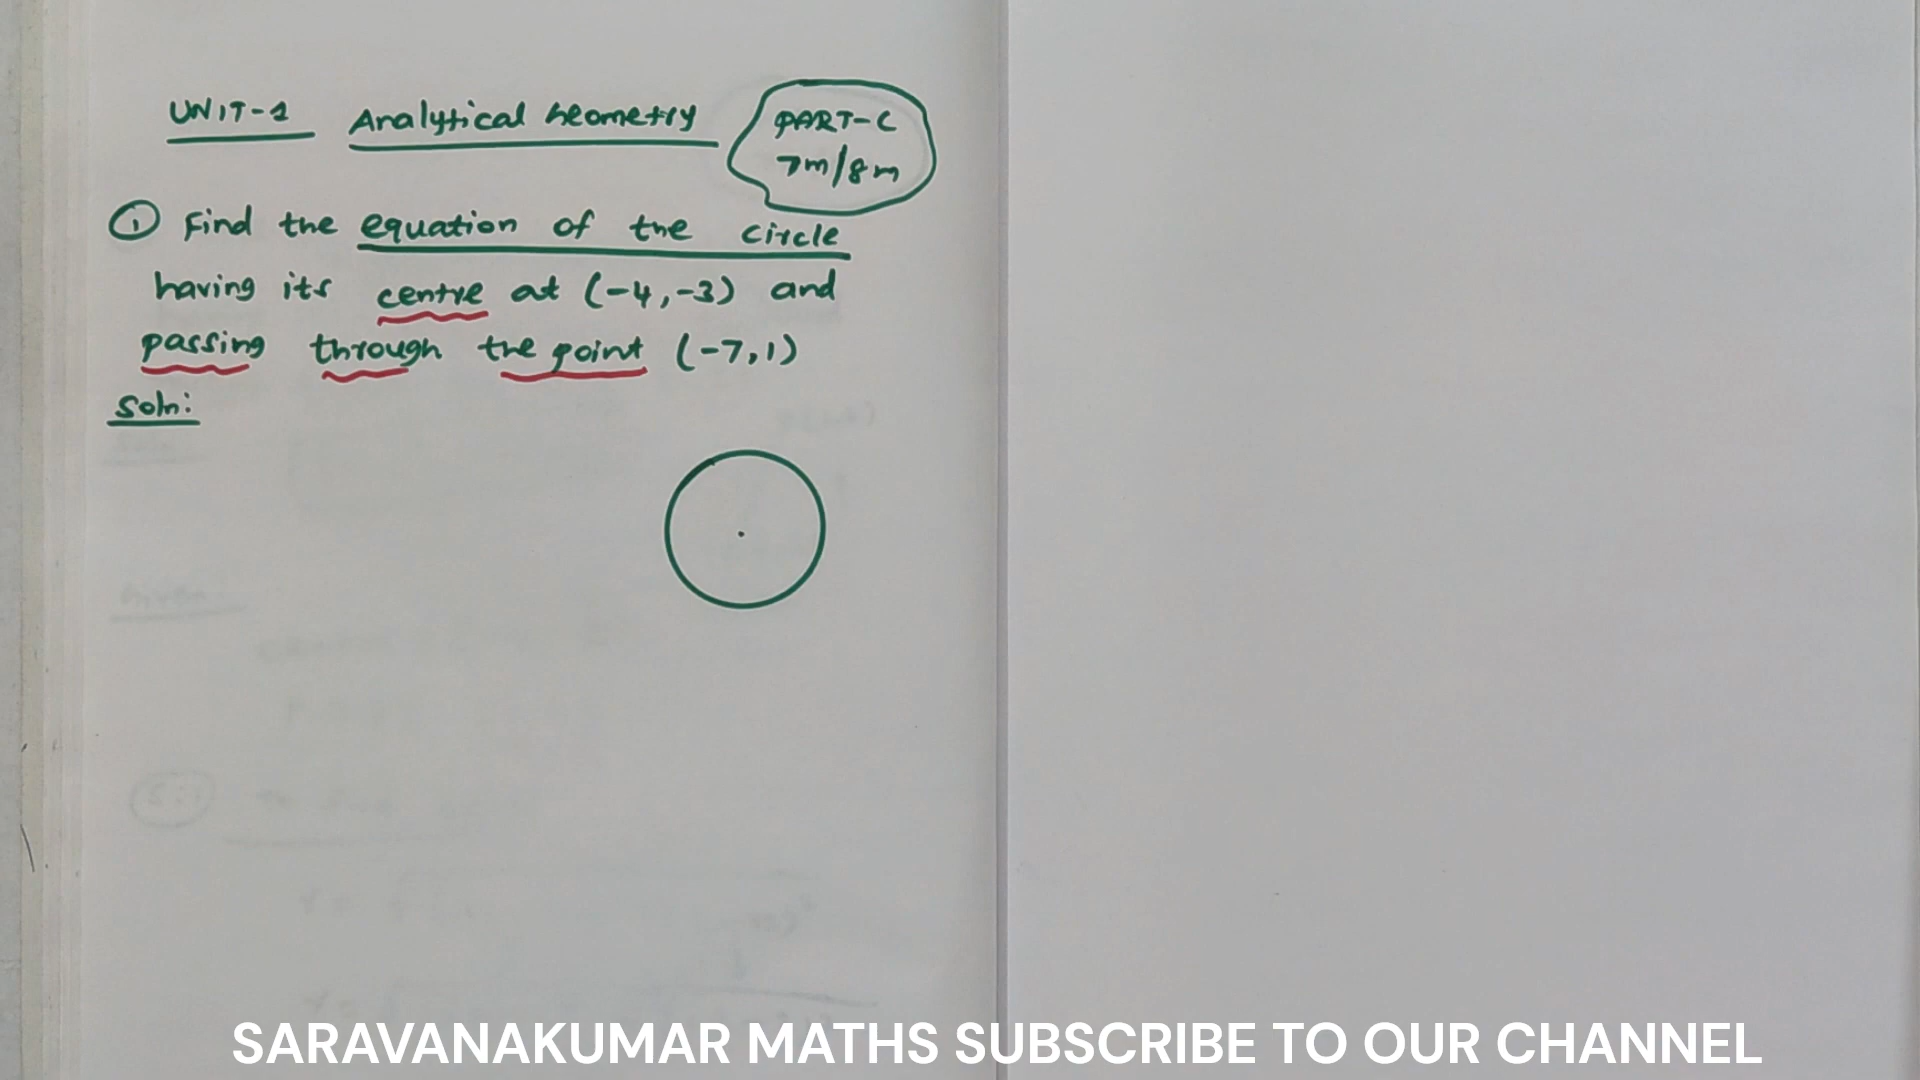 UNIT-1 Analytical Geometry
PART-C
7m/8m
① Find the equation of the circle
having its centre at (-4,-3) and
passing through the point (-7,1)
Soln:
SARAVANAKUMAR MATHS SUBSCRIBE TO OUR CHANNEL